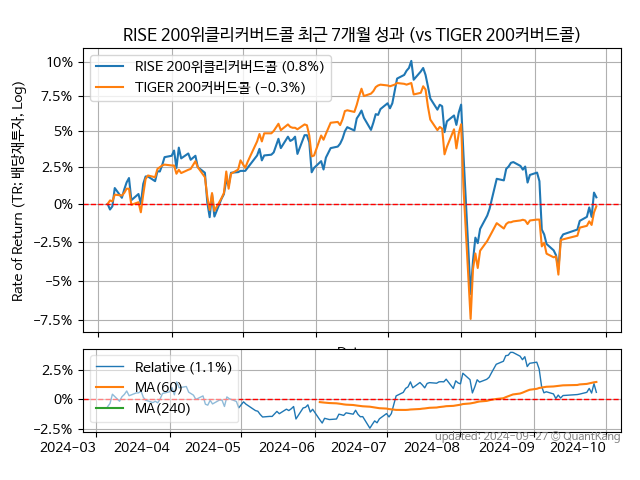 RISE 200위클리커버드콜 최근 7개월 성과 (vs TIGER 200커버드콜)
Rate of Return (TR: 배당재투자, Log)
10%
7.5%
5%
2.5%
0%
−2.5%
−5%
−7.5%
RISE 200위클리커버드콜 (0.8%)
TIGER 200커버드콜 (−0.3%)
2.5%
0%
−2.5%
Relative (1.1%)
MA(60)
MA(240)
2024−03 2024−04 2024−05 2024−06 2024−07 2024−08 2024−09 2024−10
updated: 2024−09−27 © QuantKang